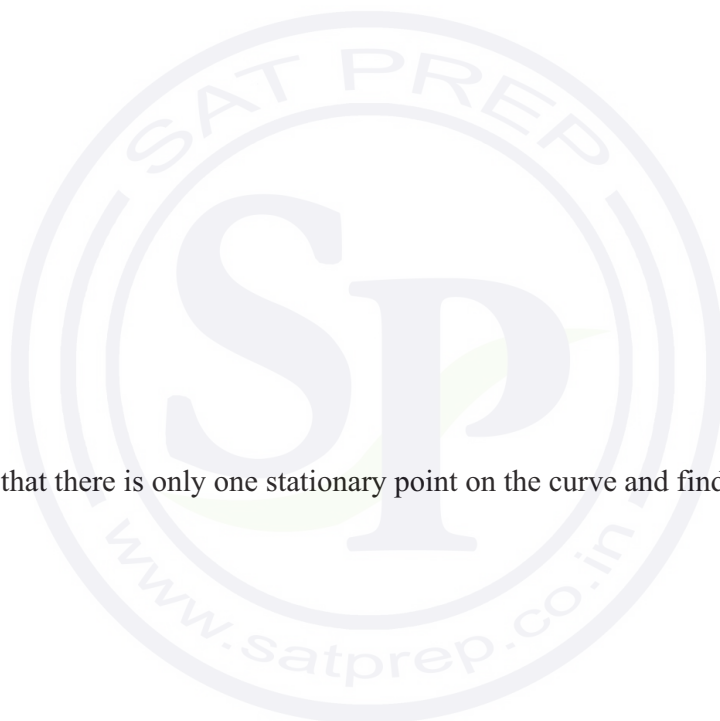 SAT PREP
SP
that there is only one stationary point on the curve and find
www.satprep.co.in